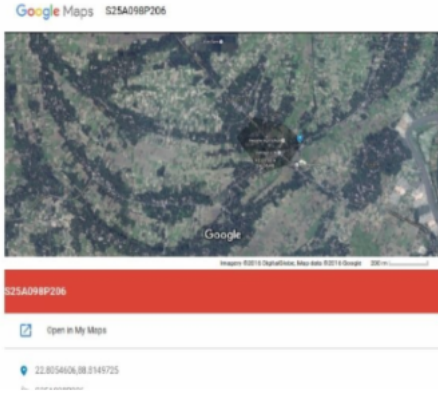 Google Maps S25A098P206
Google
Imagery ©2016 DigitalGlobe, Map data ©2016 Google 200 m
S25A098P206
Open in My Maps
22.8054606,88.3149725